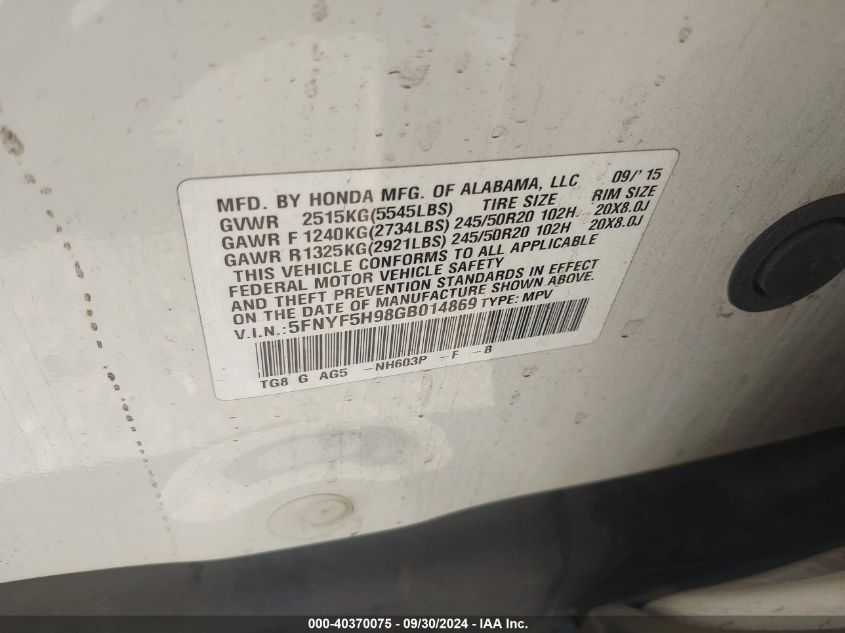 MFD. BY HONDA MFG. OF ALABAMA, LLC 09/'15
GVWR 2515KG(5545LBS) TIRE SIZE RIM SIZE
GAWR F 1240KG(2734LBS) 245/50R20 102H 20X8.0J
GAWR R1325KG(2921LBS) 245/50R20 102H 20X8.0J
THIS VEHICLE CONFORMS TO ALL APPLICABLE
FEDERAL MOTOR VEHICLE SAFETY
AND THEFT PREVENTION STANDARDS IN EFFECT
ON THE DATE OF MANUFACTURE SHOWN ABOVE.
V.I.N.:5FNYF5H98GB014869 TYPE: MPV
TG8 G AG5 -NH603P -F -B
000-40370075 - 09/30/2024 - IAA, Inc.